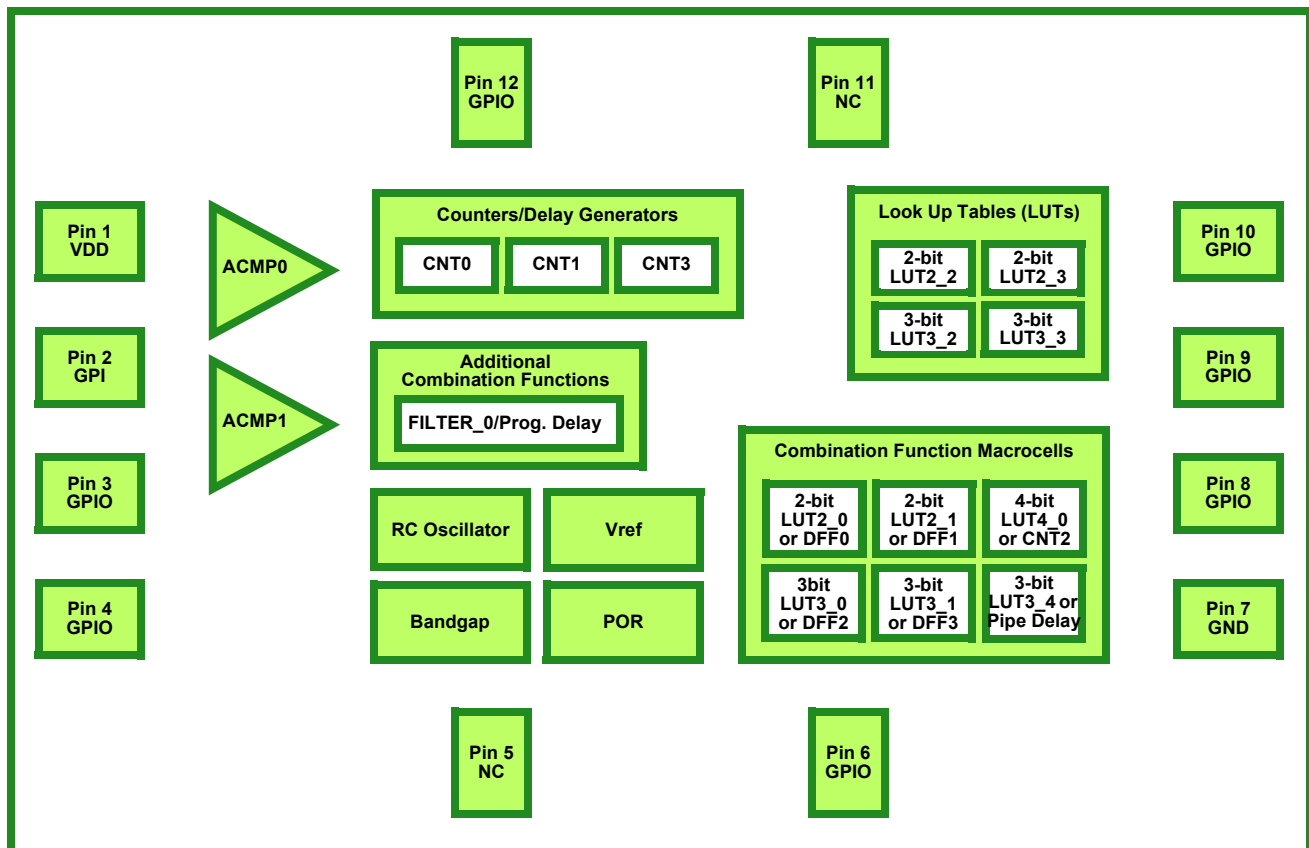 Pin 12
GPIO
Pin 11
NC
Pin 1
VDD
ACMP0
Counters/Delay Generators
CNT0
CNT1
CNT3
Look Up Tables (LUTs)
2-bit
LUT2_2
2-bit
LUT2_3
3-bit
LUT3_2
3-bit
LUT3_3
Pin 10
GPIO
Pin 2
GPI
ACMP1
Additional
Combination Functions
FILTER_0/Prog. Delay
Pin 9
GPIO
Pin 3
GPIO
RC Oscillator
Vref
Combination Function Macrocells
2-bit
LUT2_0
or DFF0
2-bit
LUT2_1
or DFF1
4-bit
LUT4_0
or CNT2
3bit
LUT3_0
or DFF2
3-bit
LUT3_1
or DFF3
3-bit
LUT3_4 or
Pipe Delay
Pin 8
GPIO
Pin 4
GPIO
Bandgap
POR
Pin 7
GND
Pin 5
NC
Pin 6
GPIO